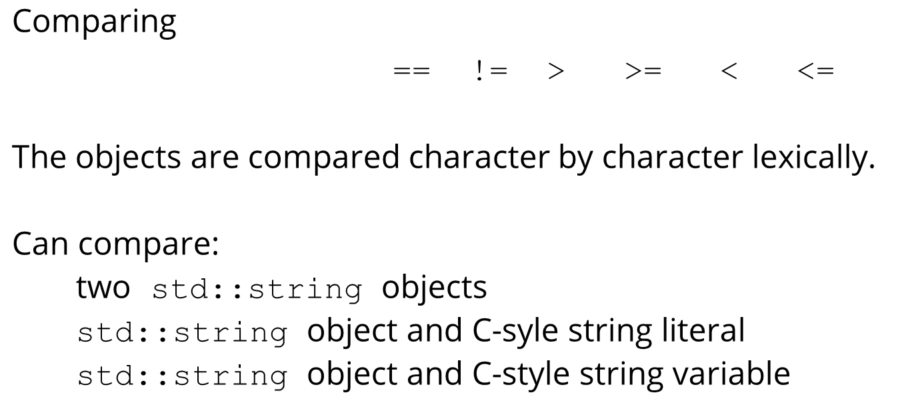 Comparing
== != > >= < <=
The objects are compared character by character lexically.
Can compare:
two std::string objects
std::string object and C-syle string literal
std::string object and C-style string variable